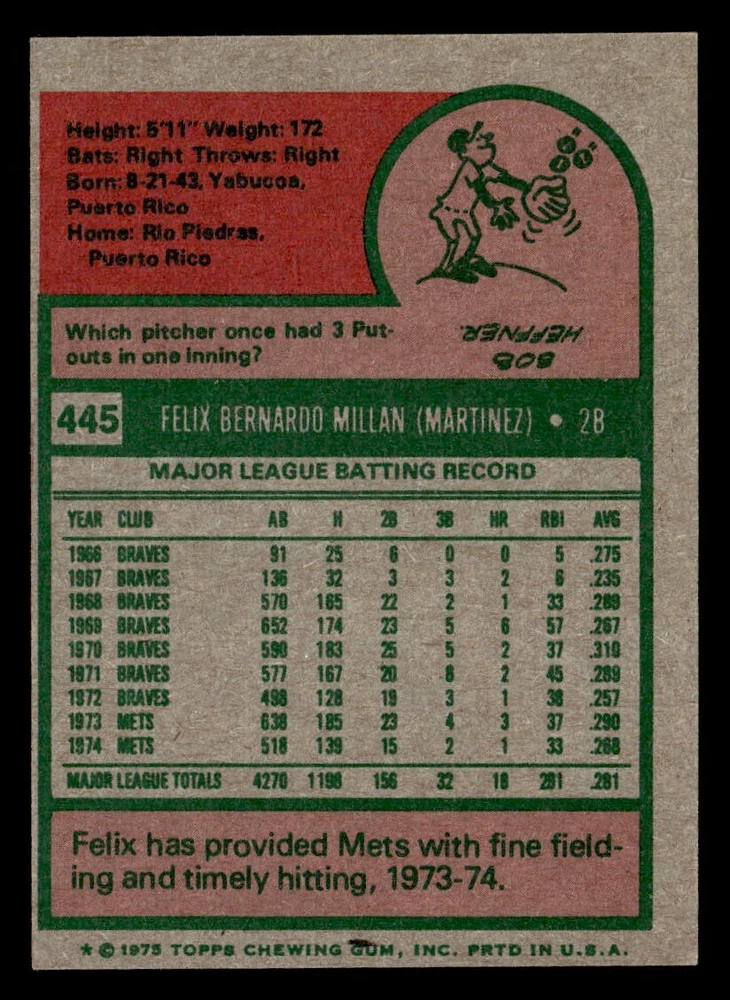 Height: 5'11" Weight: 172
Bats: Right Throws: Right
Born: 8-21-43, Yabucoa,
Puerto Rico
Home: Rio Piedras,
Puerto Rico
Which pitcher once had 3 Put-
outs in one inning?
BOB
HEFFNER.
445 FELIX BERNARDO MILLAN (MARTINEZ) • 2B
MAJOR LEAGUE BATTING RECORD
YEAR CLUB AB H 2B 3B HR RBI AVG
1966 BRAVES 91 25 6 0 0 5 .275
1967 BRAVES 136 32 3 3 2 6 .235
1968 BRAVES 570 165 22 2 1 33 .289
1969 BRAVES 652 174 23 5 6 57 .267
1970 BRAVES 590 183 25 5 2 37 .310
1971 BRAVES 577 167 20 8 2 45 .289
1972 BRAVES 498 128 19 3 1 38 .257
1973 METS 638 185 23 4 3 37 .290
1974 METS 518 139 15 2 1 33 .268
MAJOR LEAGUE TOTALS 4270 1198 156 32 18 291 .281
Felix has provided Mets with fine field-
ing and timely hitting, 1973-74.
* © 1975 TOPPS CHEWING GUM, INC. PRTD IN U.S.A.